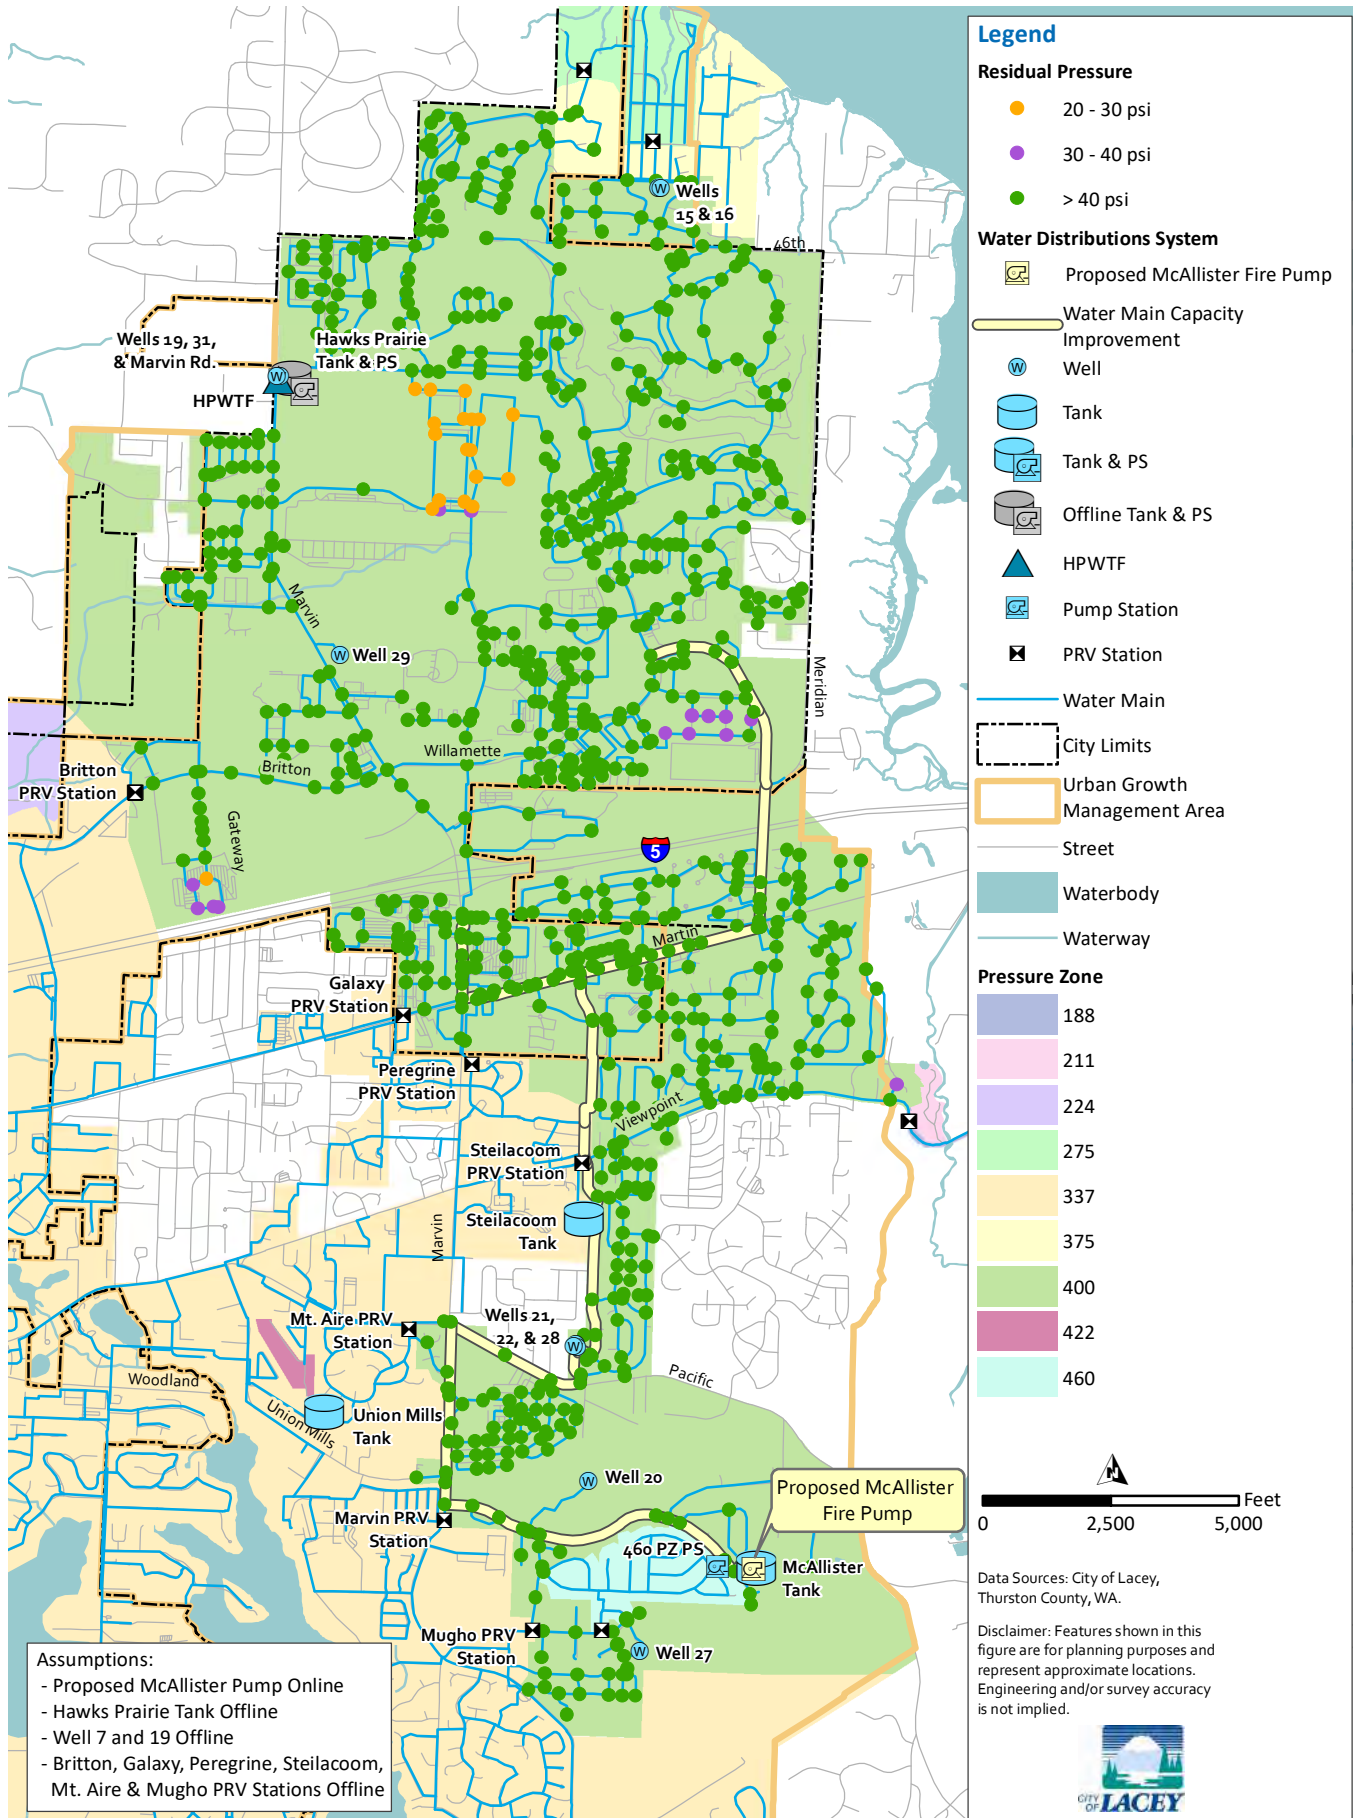 Wells
15 & 16
46th
Wells 19, 31,
& Marvin Rd.
Hawks Prairie
Tank & PS
HPWTF
Marvin
Well 29
Meridian
Willamette
Britton
Britton
PRV Station
Gateway
5
Martin
Galaxy
PRV Station
Peregrine
PRV Station
Viewpoint
Steilacoom
PRV Station
Steilacoom
Tank
Marvin
Wells 21,
22, & 28
Mt. Aire PRV
Station
Pacific
Woodland
Union Mills
Union Mills
Tank
Well 20
Proposed McAllister
Fire Pump
Marvin PRV
Station
460 PZ PS
McAllister
Tank
Mugho PRV
Station
Well 27
Assumptions:
- Proposed McAllister Pump Online
- Hawks Prairie Tank Offline
- Well 7 and 19 Offline
- Britton, Galaxy, Peregrine, Steilacoom,
Mt. Aire & Mugho PRV Stations Offline
Legend
Residual Pressure
20 - 30 psi
30 - 40 psi
> 40 psi
Water Distributions System
Proposed McAllister Fire Pump
Water Main Capacity
Improvement
W Well
Tank
Tank & PS
Offline Tank & PS
HPWTF
Pump Station
PRV Station
Water Main
City Limits
Urban Growth
Management Area
Street
Waterbody
Waterway
Pressure Zone
188
211
224
275
337
375
400
422
460
N
Feet
0 2,500 5,000
Data Sources: City of Lacey,
Thurston County, WA.
Disclaimer: Features shown in this
figure are for planning purposes and
represent approximate locations.
Engineering and/or survey accuracy
is not implied.
CITY OF LACEY